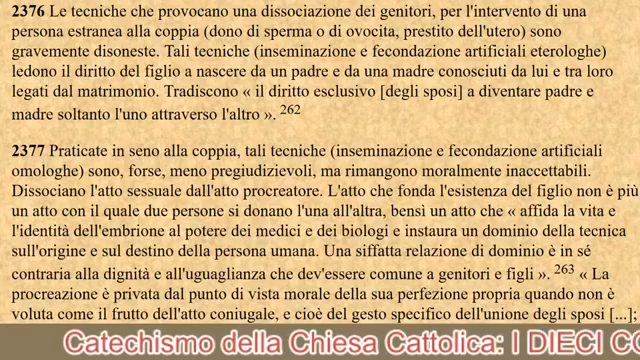 2376 Le tecniche che provocano una dissociazione dei genitori, per l'intervento di una
persona estranea alla coppia (dono di sperma o di ovocita, prestito dell'utero) sono
gravemente disoneste. Tali tecniche (inseminazione e fecondazione artificiali eterologhe)
ledono il diritto del figlio a nascere da un padre e da una madre conosciuti da lui e tra loro
legati dal matrimonio. Tradiscono « il diritto esclusivo [degli sposi] a diventare padre e
madre soltanto l'uno attraverso l'altro ». 262
2377 Praticate in seno alla coppia, tali tecniche (inseminazione e fecondazione artificiali
omologhe) sono, forse, meno pregiudizievoli, ma rimangono moralmente inaccettabili.
Dissociano l'atto sessuale dall'atto procreatore. L'atto che fonda l'esistenza del figlio non è più
un atto con il quale due persone si donano l'una all'altra, bensì un atto che « affida la vita e
l'identità dell'embrione al potere dei medici e dei biologi e instaura un dominio della tecnica
sull'origine e sul destino della persona umana. Una siffatta relazione di dominio è in sé
contraria alla dignità e all'uguaglianza che dev'essere comune a genitori e figli ». 263 « La
procreazione è privata dal punto di vista morale della sua perfezione propria quando non è
voluta come il frutto dell'atto coniugale, e cioè del gesto specifico dell'unione degli sposi [...];
Catechismo della Chiesa Cattolica: I DIECI CO